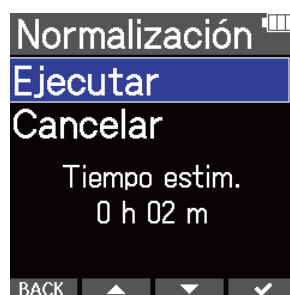 Normalización
Ejecutar
Cancelar
Tiempo estim.
0 h 02 m
BACK